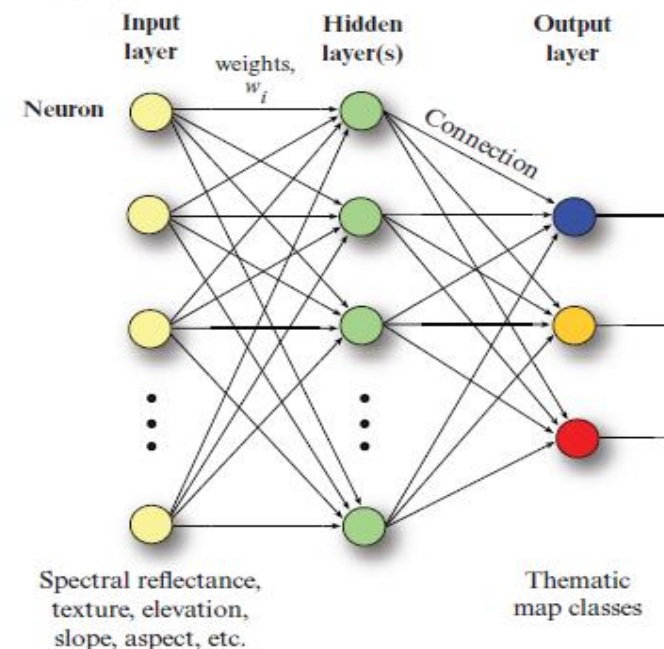 Input
layer
Hidden
layer(s)
Output
layer
weights,
wi
Neuron
Connection
Spectral reflectance,
texture, elevation,
slope, aspect, etc.
Thematic
map classes